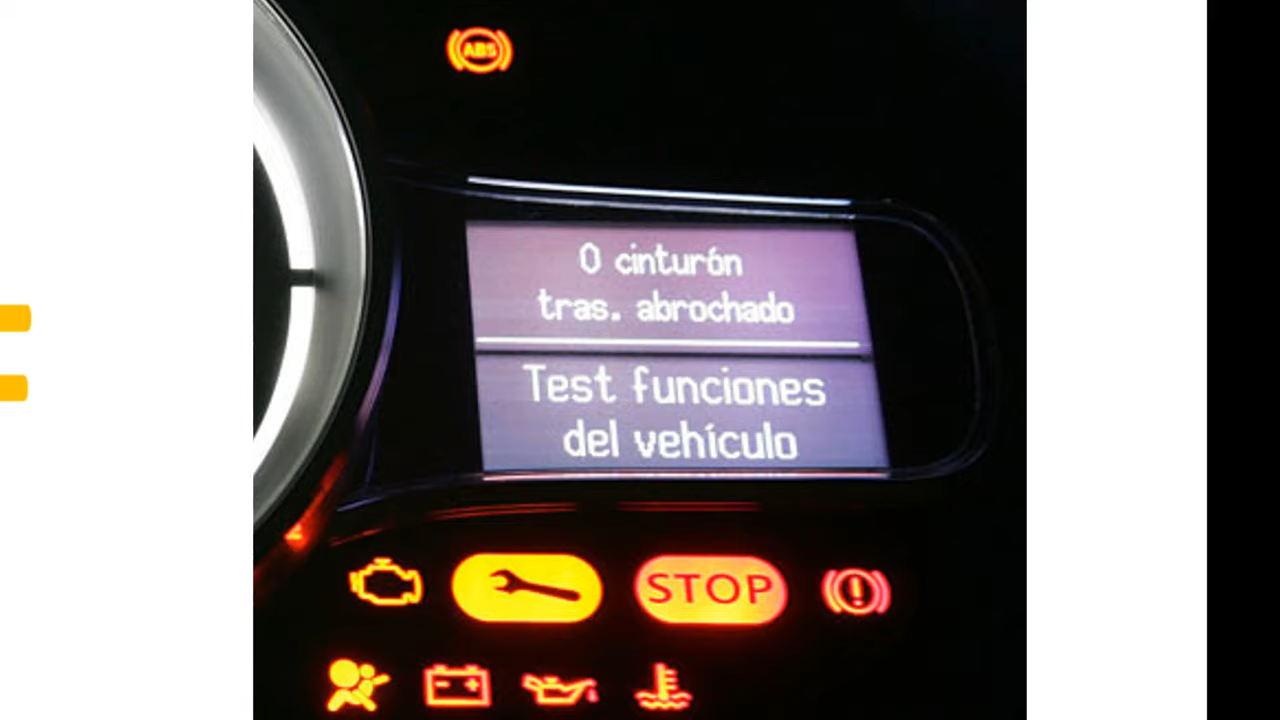 ABS
0 cinturón
tras. abrochado
Test funciones
del vehículo
STOP